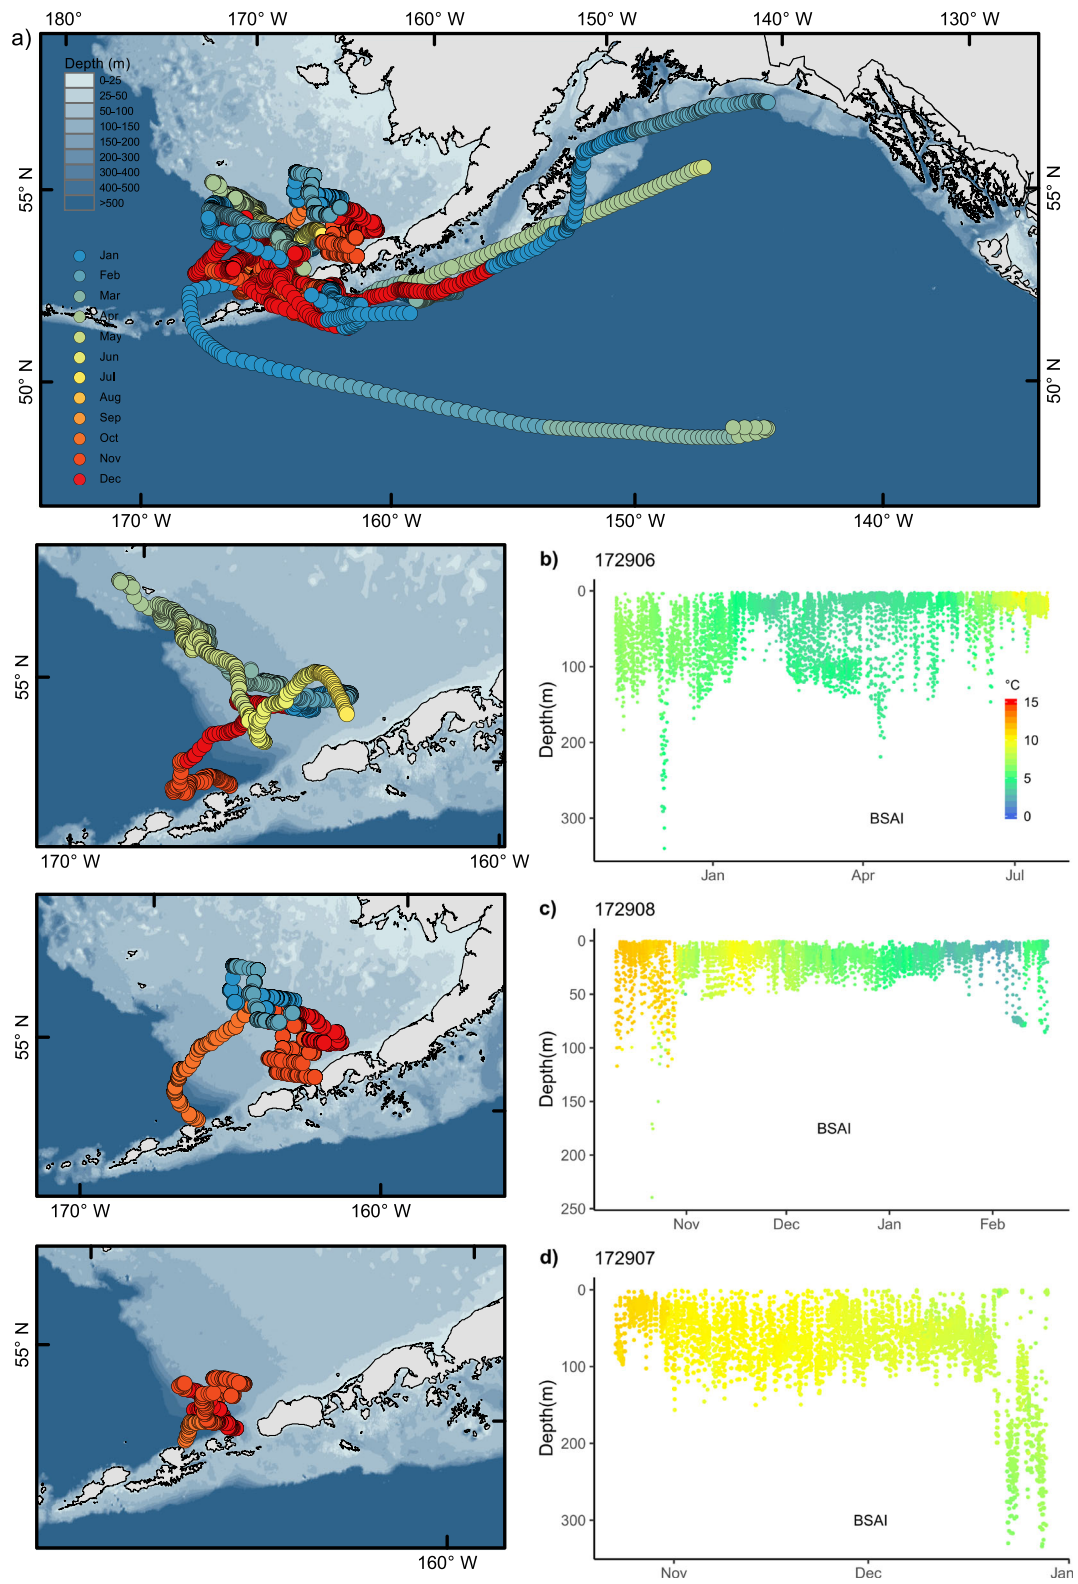 a)
180° 170° W 160° W 150° W 140° W 130° W
Depth (m)
0-25
25-50
50-100
100-150
150-200
200-300
300-400
400-500
>500
55° N
55° N
Jan
Feb
Mar
Apr
May
Jun
Jul
Aug
Sep
Oct
Nov
Dec
50° N
50° N
170° W 160° W 150° W 140° W
55° N
170° W 160° W
b) 172906
Depth(m)
0
100
200
300
°C
15
10
5
0
BSAI
Jan Apr Jul
55° N
170° W 160° W
c) 172908
Depth(m)
0
50
100
150
200
250
BSAI
Nov Dec Jan Feb
55° N
160° W
d) 172907
Depth(m)
0
100
200
300
BSAI
Nov Dec Jan